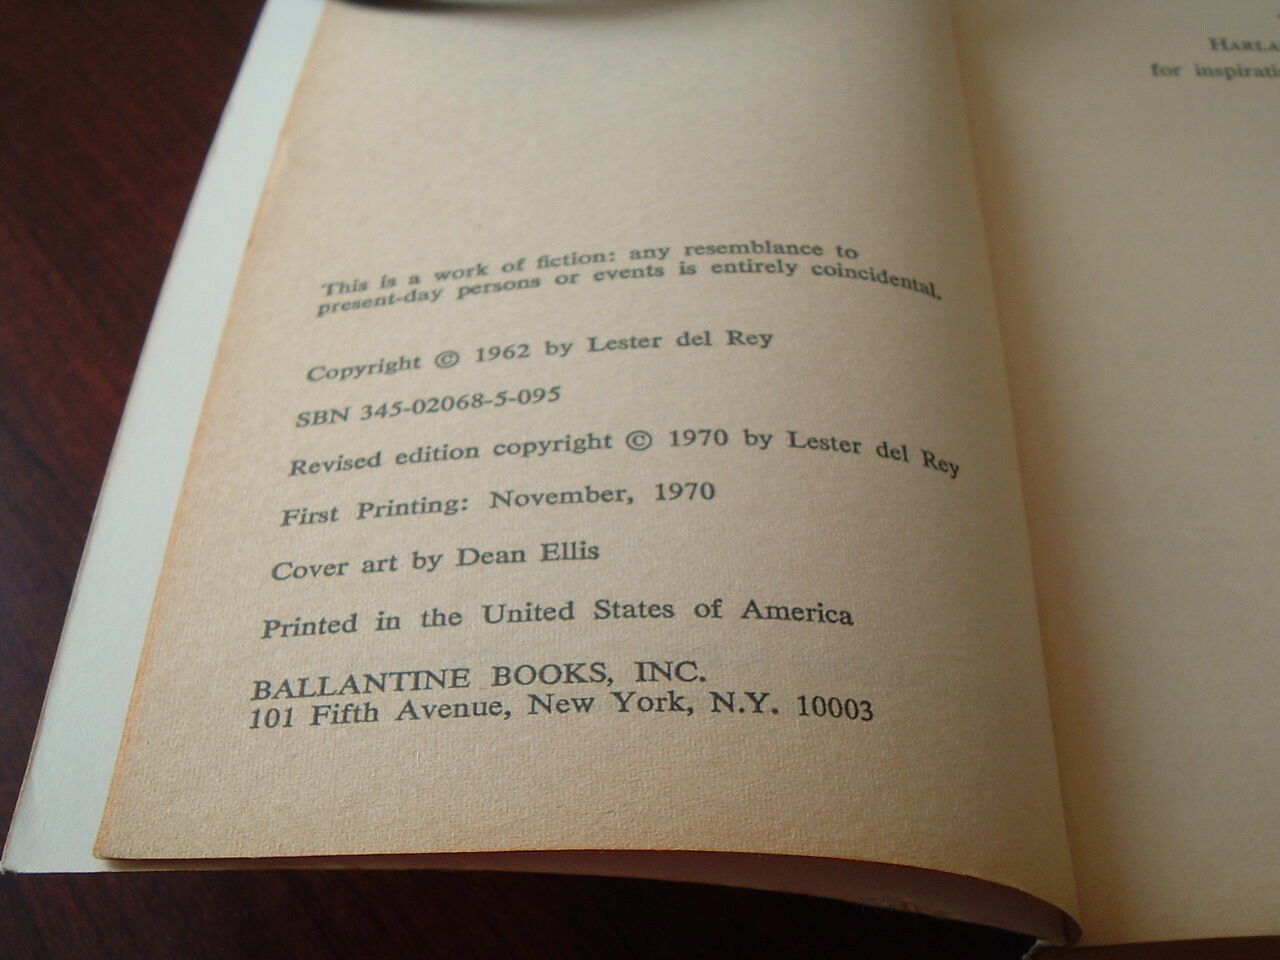 This is a work of fiction: any resemblance to
present-day persons or events is entirely coincidental.
Copyright © 1962 by Lester del Rey
SBN 345-02068-5-095
Revised edition copyright © 1970 by Lester del Rey
First Printing: November, 1970
Cover art by Dean Ellis
Printed in the United States of America
BALLANTINE BOOKS, INC.
101 Fifth Avenue, New York, N.Y. 10003
for